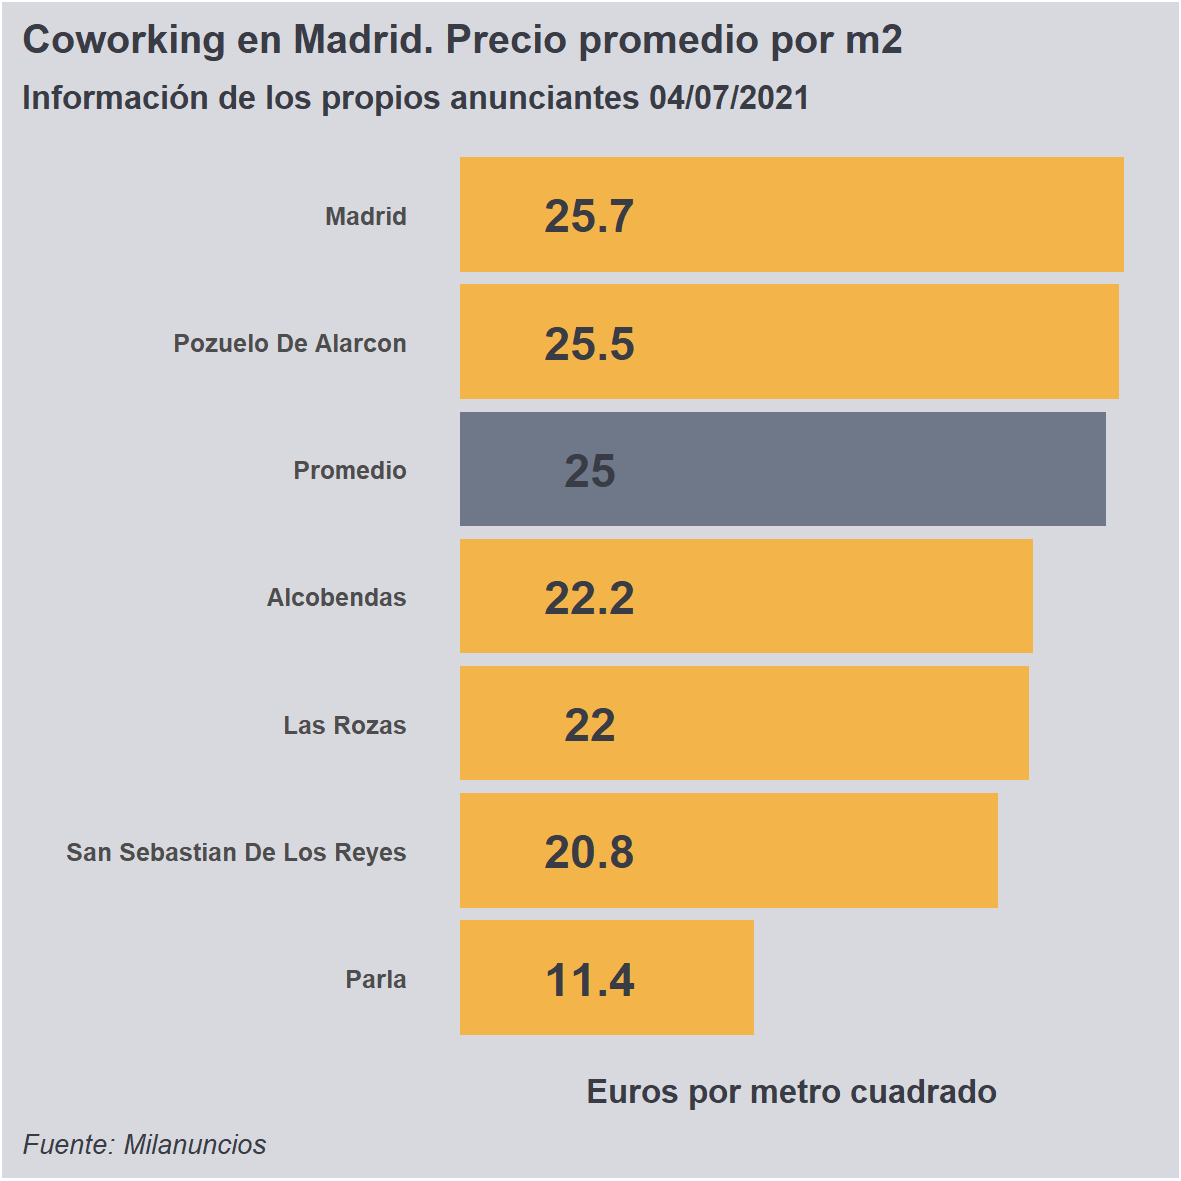 Coworking en Madrid. Precio promedio por m2
Información de los propios anunciantes 04/07/2021
Madrid 25.7
Pozuelo De Alarcon 25.5
Promedio 25
Alcobendas 22.2
Las Rozas 22
San Sebastian De Los Reyes 20.8
Parla 11.4
Euros por metro cuadrado
Fuente: Milanuncios